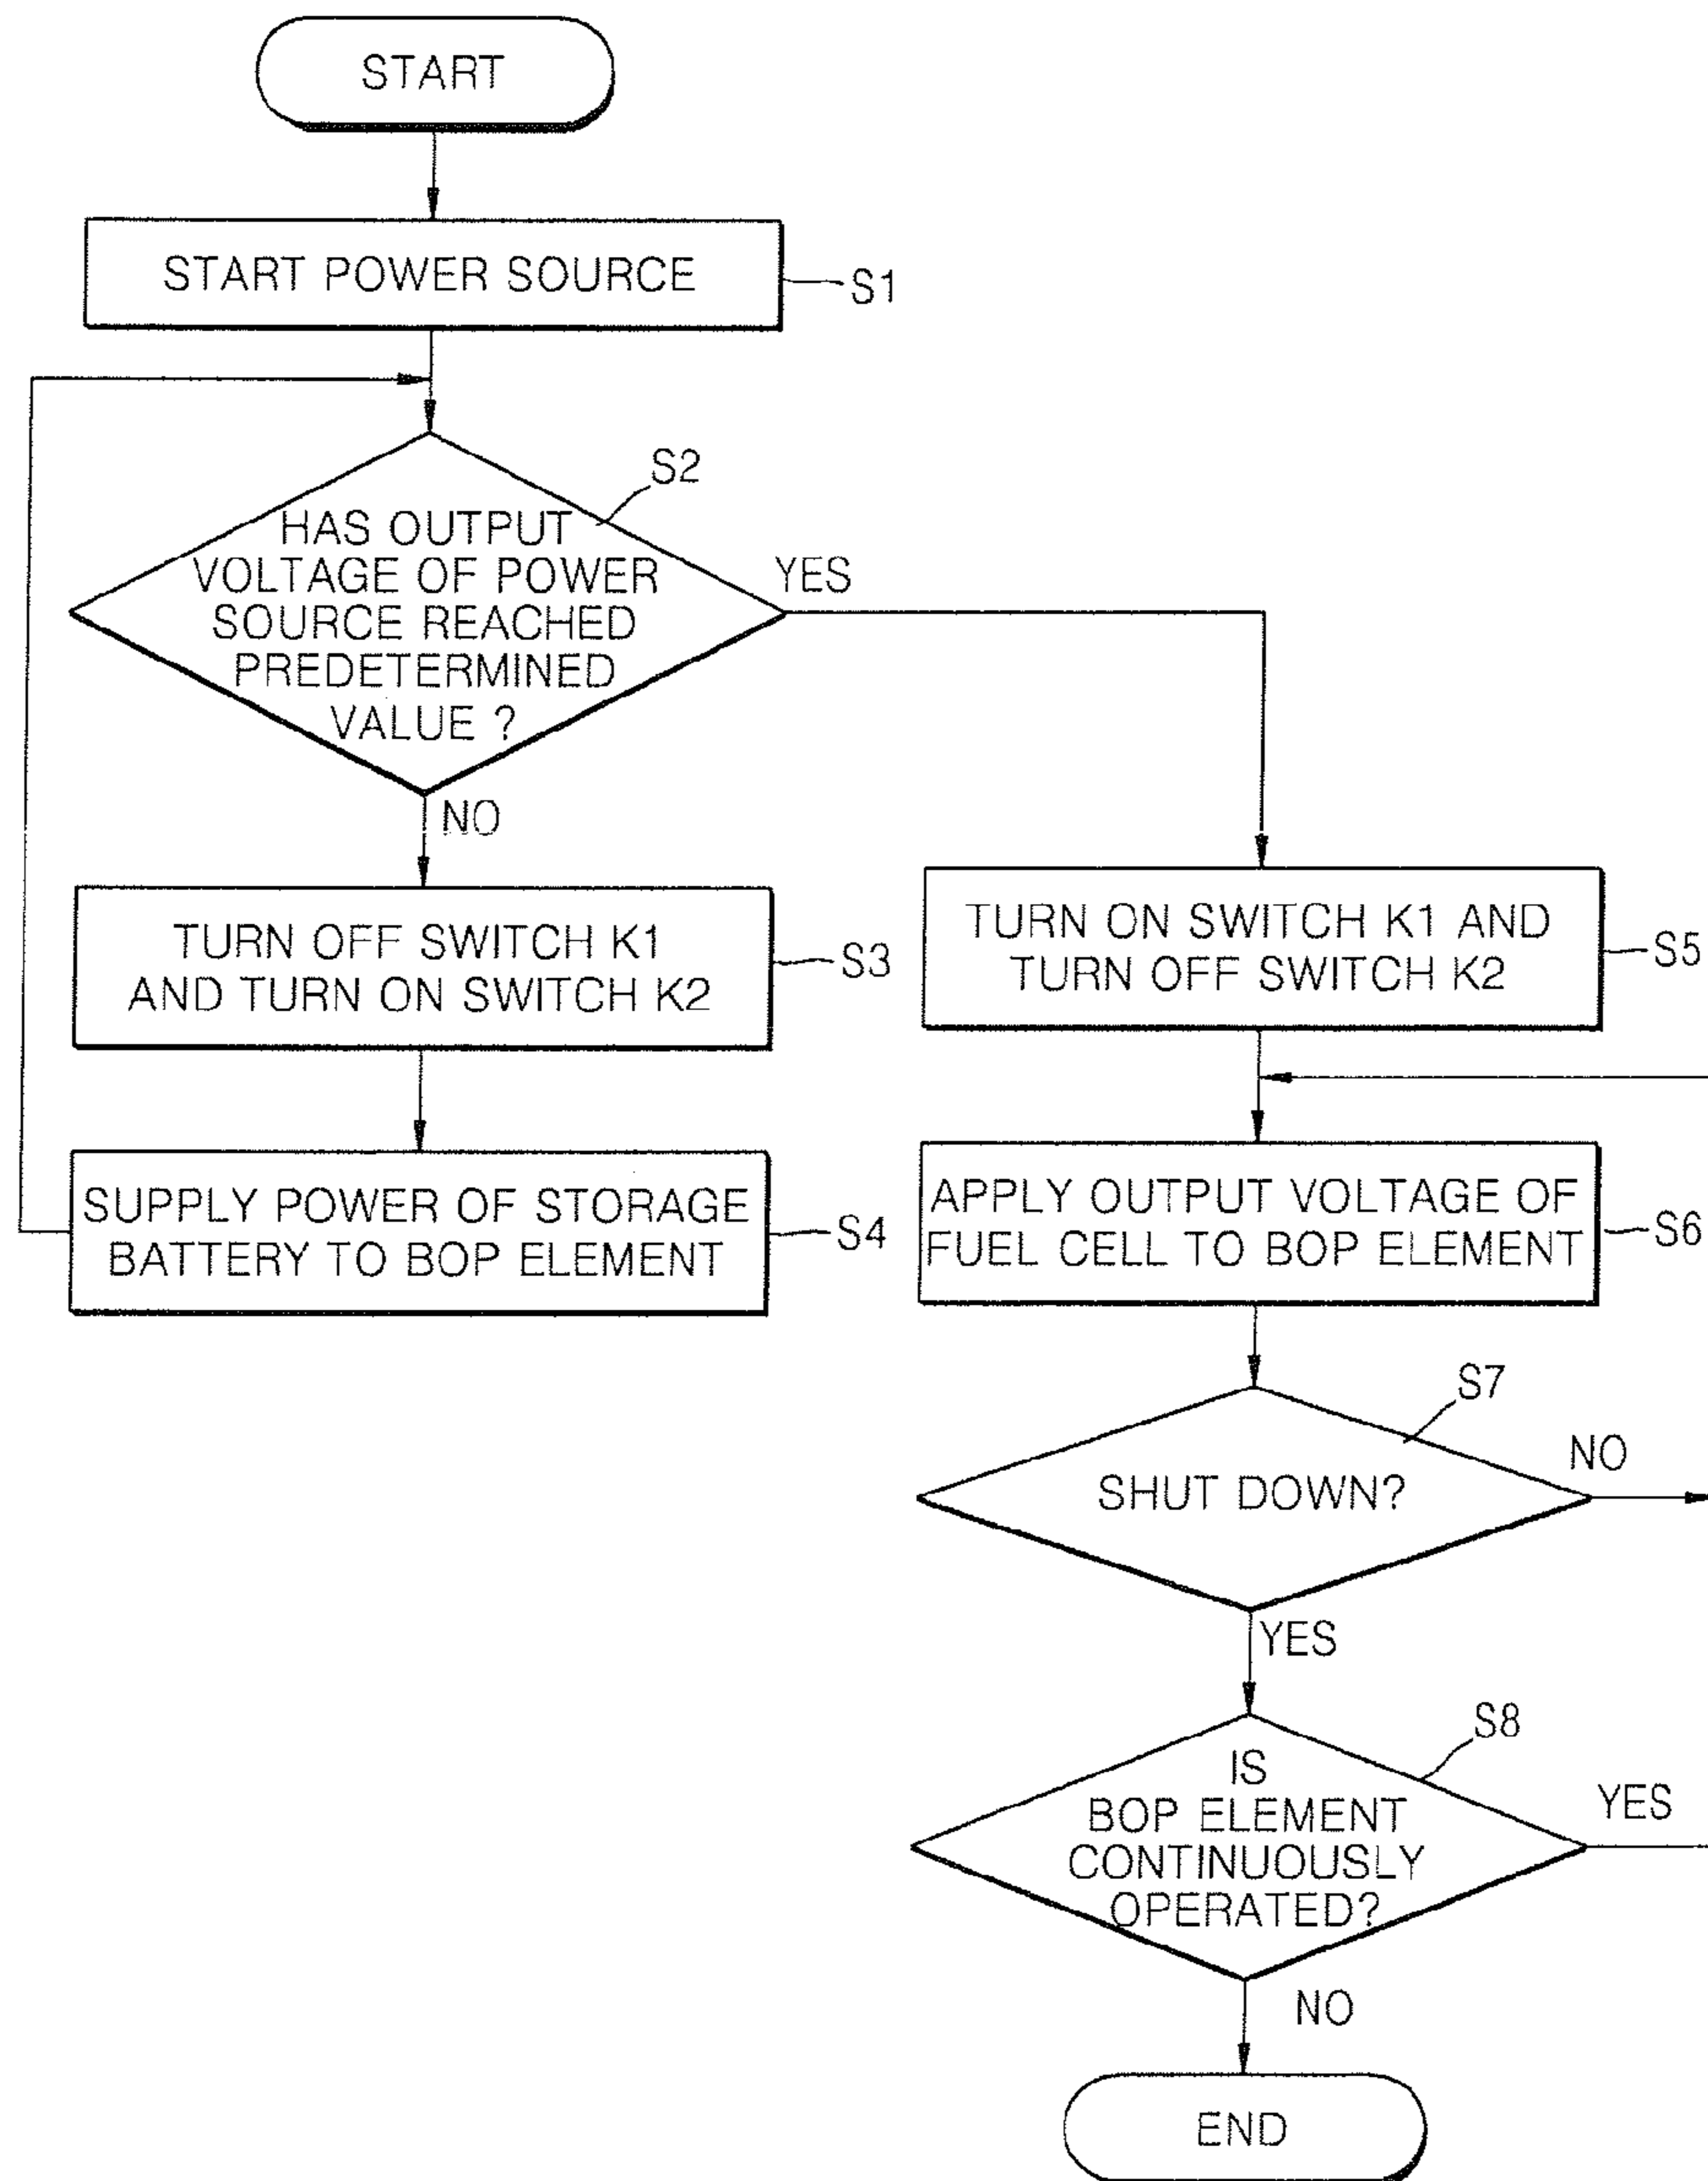 START
START POWER SOURCE
S1
S2
HAS OUTPUT
VOLTAGE OF POWER
SOURCE REACHED
PREDETERMINED
VALUE ?
YES
NO
TURN OFF SWITCH K1
AND TURN ON SWITCH K2
S3
TURN ON SWITCH K1 AND
TURN OFF SWITCH K2
S5
SUPPLY POWER OF STORAGE
BATTERY TO BOP ELEMENT
S4
APPLY OUTPUT VOLTAGE OF
FUEL CELL TO BOP ELEMENT
S6
S7
SHUT DOWN?
NO
YES
S8
IS
BOP ELEMENT
CONTINUOUSLY
OPERATED?
YES
NO
END